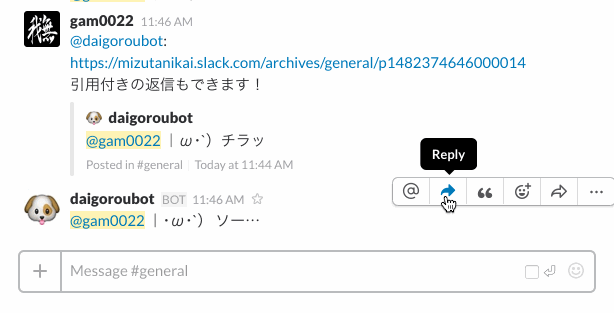 gam0022 11:46 AM
@daigoroubot:
https://mizutanikai.slack.com/archives/general/p1482374646000014
引用付きの返信もできます！
daigoroubot
@gam0022 ｜ω･`）チラッ
Posted in #general Today at 11:44 AM
Reply
daigoroubot BOT 11:46 AM
@gam0022 ｜･ω･`） ソー…
Message #general